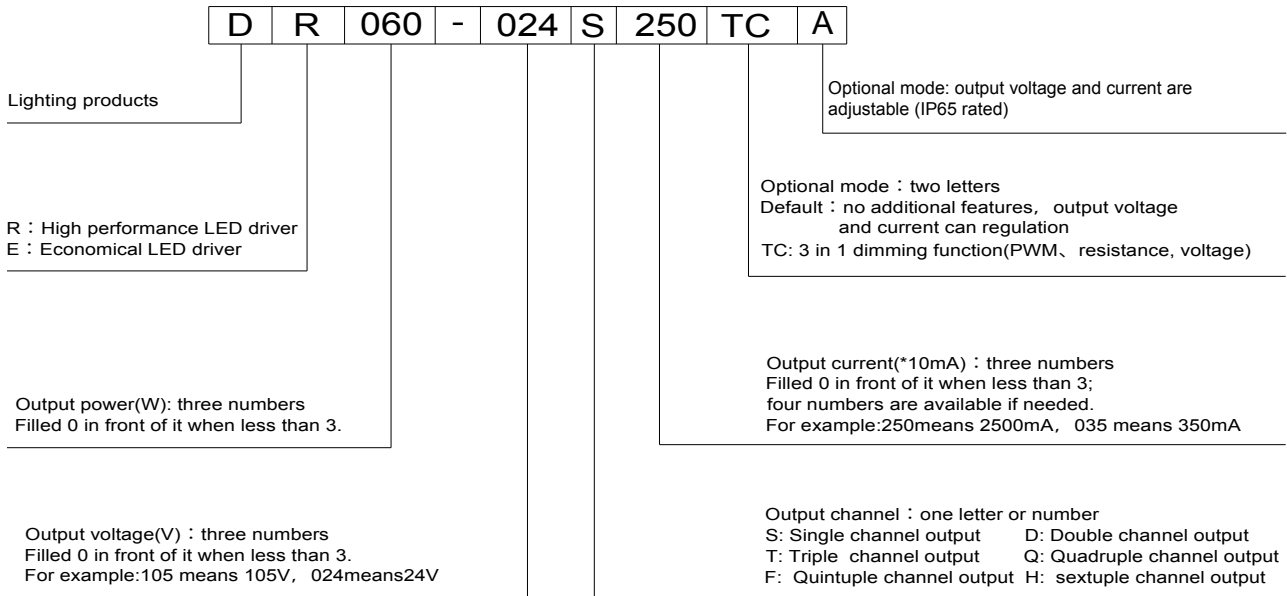 D R 060 - 024 S 250 TC A
Lighting products
Optional mode: output voltage and current are
adjustable (IP65 rated)
R：High performance LED driver
E：Economical LED driver
Optional mode：two letters
Default：no additional features, output voltage
and current can regulation
TC: 3 in 1 dimming function(PWM、resistance, voltage)
Output power(W): three numbers
Filled 0 in front of it when less than 3.
Output current(*10mA)：three numbers
Filled 0 in front of it when less than 3;
four numbers are available if needed.
For example:250means 2500mA, 035 means 350mA
Output voltage(V)：three numbers
Filled 0 in front of it when less than 3.
For example:105 means 105V, 024means24V
Output channel：one letter or number
S: Single channel output D: Double channel output
T: Triple channel output Q: Quadruple channel output
F: Quintuple channel output H: sextuple channel output